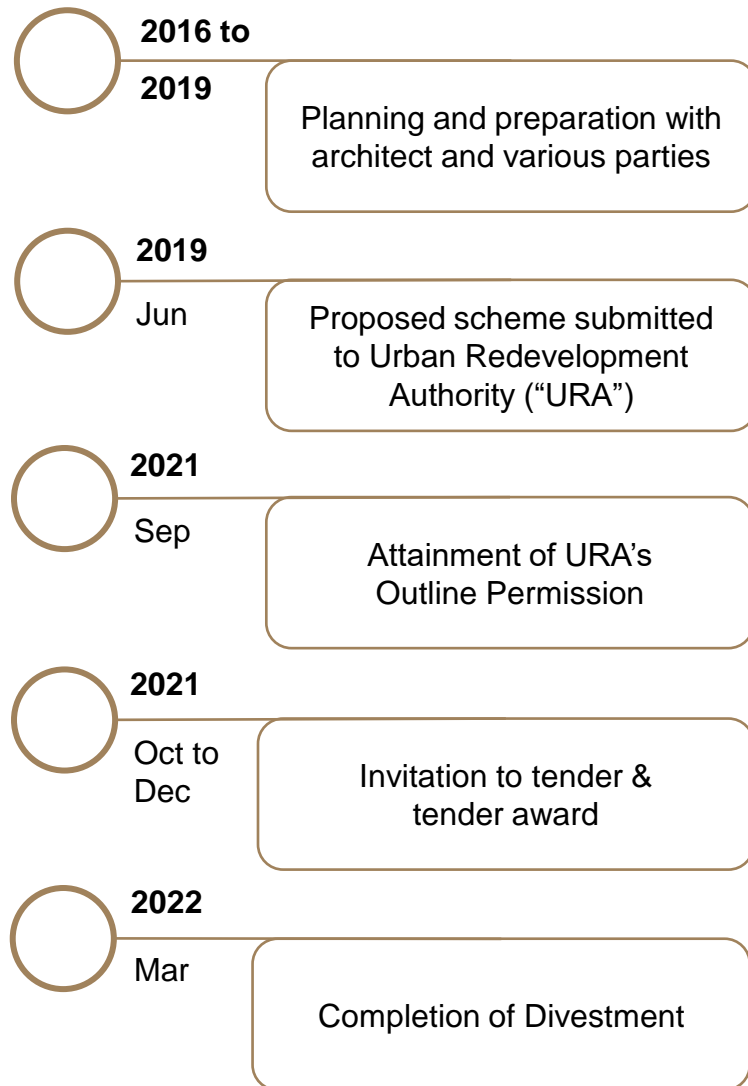 2016 to
2019
Planning and preparation with
architect and various parties
2019
Jun
Proposed scheme submitted
to Urban Redevelopment
Authority (“URA”)
2021
Sep
Attainment of URA’s
Outline Permission
2021
Oct to
Dec
Invitation to tender &
tender award
2022
Mar
Completion of Divestment